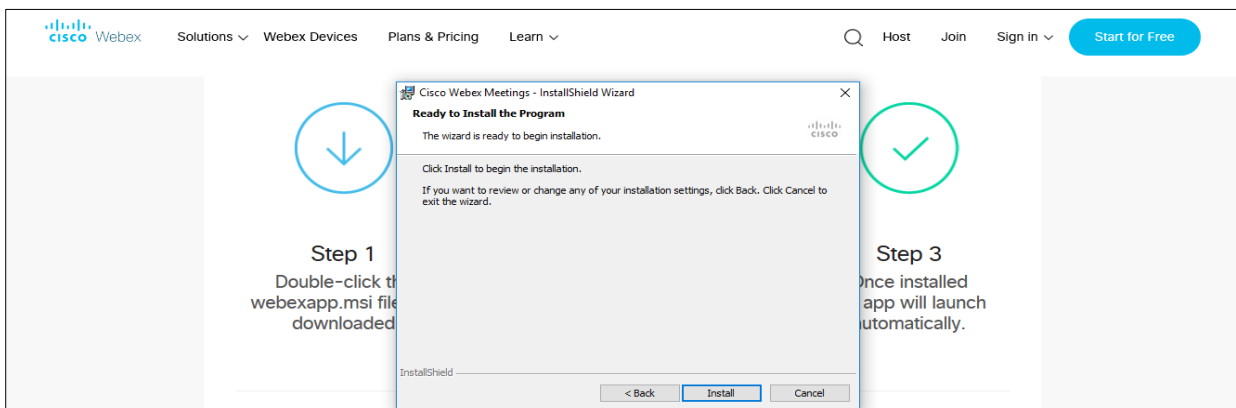 CISCO Webex
Solutions
Webex Devices
Plans & Pricing
Learn
Host
Join
Sign in
Start for Free
Cisco Webex Meetings - InstallShield Wizard
Ready to Install the Program
The wizard is ready to begin installation.
CISCO
Click Install to begin the installation.
If you want to review or change any of your installation settings, click Back. Click Cancel to
exit the wizard.
InstallShield
< Back
Install
Cancel
Step 1
Double-click
webexapp.msi file
downloaded
Step 3
installed
app will launch
automatically.